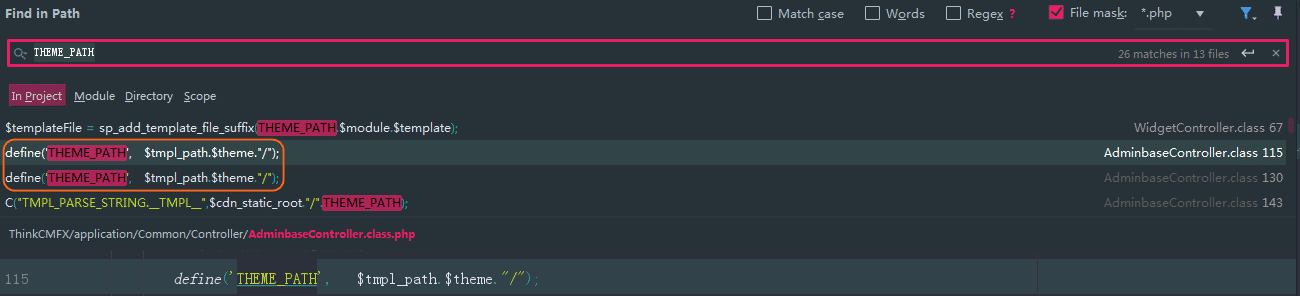 Find in Path Match case Words Regex ? File mask: *.php
THEME_PATH 26 matches in 13 files
In Project Module Directory Scope
$templateFile = sp_add_template_file_suffix(THEME_PATH.$module.$template); WidgetController.class 67
define('THEME_PATH', $tmpl_path.$theme."/"); AdminbaseController.class 115
define('THEME_PATH', $tmpl_path.$theme."/"); AdminbaseController.class 130
C("TMPL_PARSE_STRING.__TMPL__",$cdn_static_root."/".THEME_PATH); AdminbaseController.class 143
ThinkCMFX/application/Common/Controller/AdminbaseController.class.php
115 define('THEME_PATH', $tmpl_path.$theme."/");